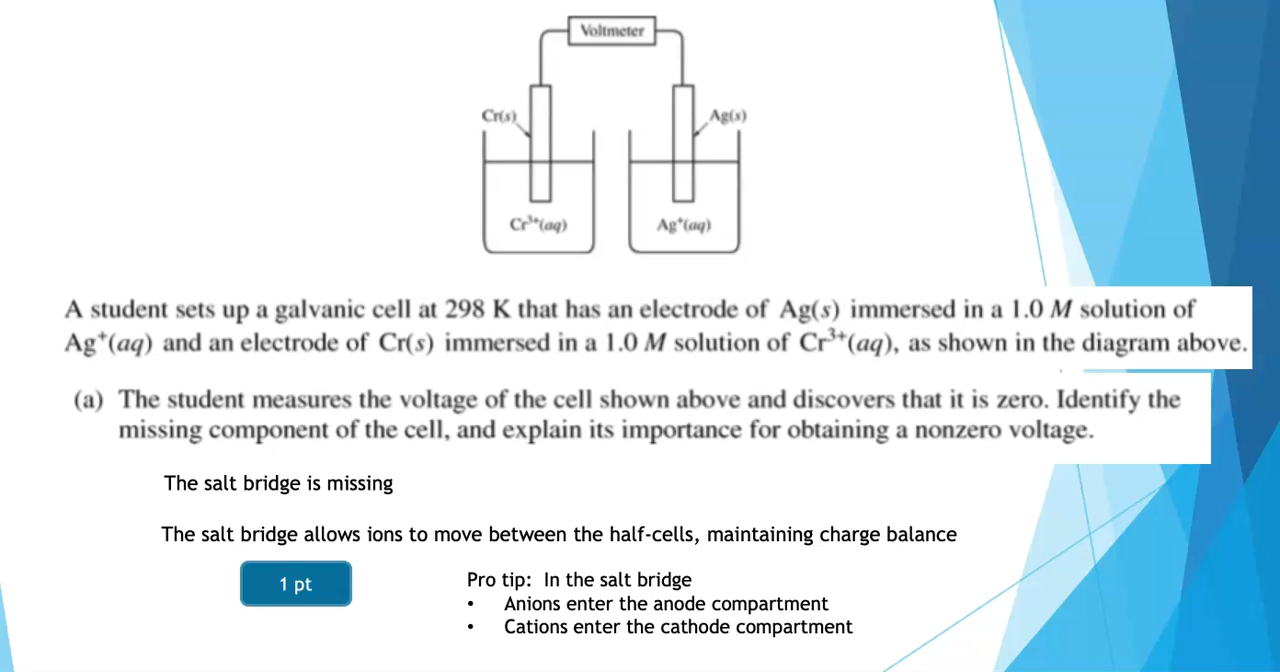 Voltmeter
Cr(s)
Ag(s)
Cr³⁺(aq)
Ag⁺(aq)
A student sets up a galvanic cell at 298 K that has an electrode of Ag(s) immersed in a 1.0 M solution of
Ag⁺(aq) and an electrode of Cr(s) immersed in a 1.0 M solution of Cr³⁺(aq), as shown in the diagram above.
(a) The student measures the voltage of the cell shown above and discovers that it is zero. Identify the
missing component of the cell, and explain its importance for obtaining a nonzero voltage.
The salt bridge is missing
The salt bridge allows ions to move between the half-cells, maintaining charge balance
1 pt
Pro tip: In the salt bridge
• Anions enter the anode compartment
• Cations enter the cathode compartment